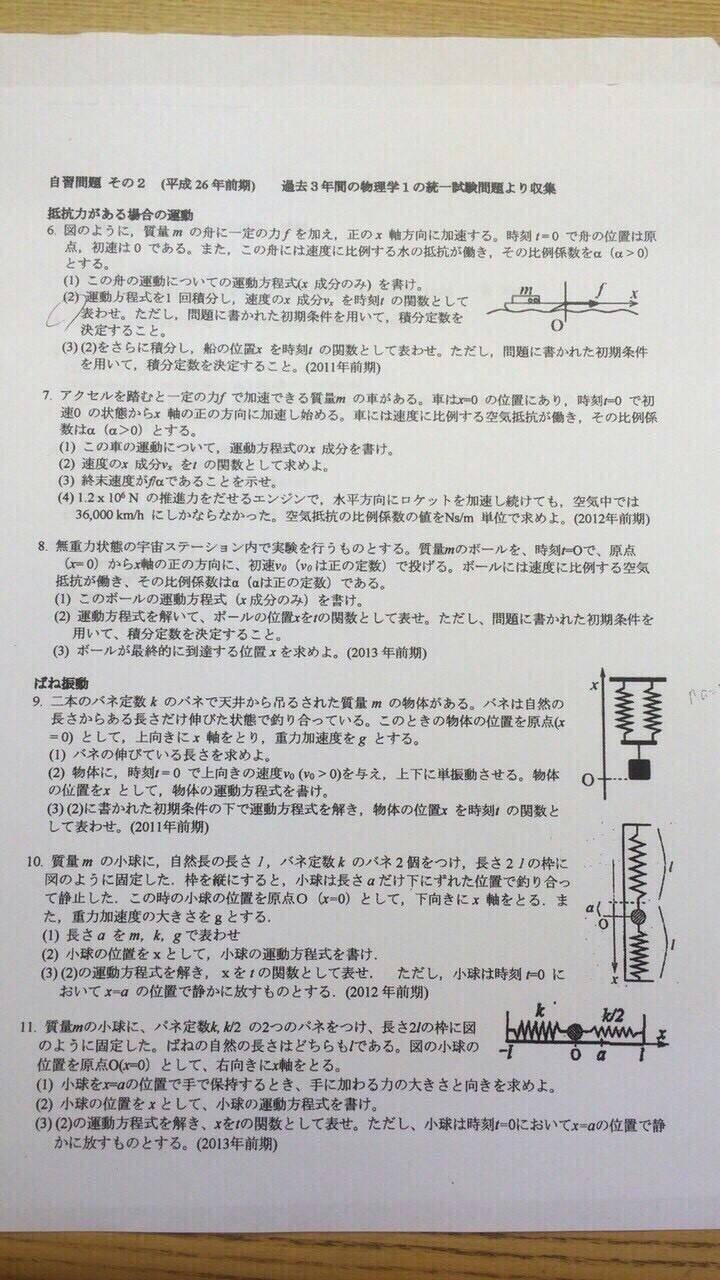 自習問題 その2 (平成26年前期) 過去3年間の物理学1の統一試験問題より収集
抵抗力がある場合の運動
6. 図のように，質量 m の舟に一定の力 f を加え，正の x 軸方向に加速する。時刻 t=0 で舟の位置は原
点，初速は0 である。また，この舟には速度に比例する水の抵抗が働き，その比例係数をα（α>0）
とする。
(1) この舟の運動についての運動方程式(x 成分のみ) を書け。
(2) 運動方程式を1 回積分し，速度のx 成分vx を時刻t の関数として
表わせ。ただし，問題に書かれた初期条件を用いて，積分定数を
決定すること。
m f x
O
(3) (2)をさらに積分し，船の位置x を時刻t の関数として表わせ。ただし，問題に書かれた初期条件
を用いて，積分定数を決定すること。(2011年前期)
7. アクセルを踏むと一定の力f で加速できる質量m の車がある。車はx=0 の位置にあり，時刻t=0 で初
速0 の状態からx 軸の正の方向に加速し始める。車には速度に比例する空気抵抗が働き，その比例係
数はα（α>0）とする。
(1) この車の運動について，運動方程式のx 成分を書け。
(2) 速度のx 成分vx をt の関数として求めよ。
(3) 終末速度がf/αであることを示せ。
(4) 1.2 x 10⁶ N の推進力をだせるエンジンで，水平方向にロケットを加速し続けても，空気中では
36,000 km/h にしかならなかった。空気抵抗の比例係数の値をNs/m 単位で求めよ。(2012年前期)
8. 無重力状態の宇宙ステーション内で実験を行うものとする。質量mのボールを、時刻t=Oで、原点
（x= 0）からx軸の正の方向に、初速v0（v0 は正の定数）で投げる。ボールには速度に比例する空気
抵抗が働き、その比例係数はα（αは正の定数）である。
(1) このボールの運動方程式（x 成分のみ）を書け。
(2) 運動方程式を解いて、ボールの位置xをtの関数として表せ。ただし、問題に書かれた初期条件を
用いて、積分定数を決定すること。
(3) ボールが最終的に到達する位置 x を求めよ。(2013 年前期)
ばね振動
9. 二本のバネ定数 k のバネで天井から吊るされた質量 m の物体がある。バネは自然の
長さからある長さだけ伸びた状態で釣り合っている。このときの物体の位置を原点(x
= 0) として，上向きに x 軸をとり，重力加速度を g とする。
(1) バネの伸びている長さを求めよ。
(2) 物体に，時刻t = 0 で上向きの速度v0 (v0 > 0)を与え，上下に単振動させる。物体
の位置をx として，物体の運動方程式を書け。
(3) (2)に書かれた初期条件の下で運動方程式を解き，物体の位置x を時刻t の関数と
して表わせ。(2011年前期)
x
O
10. 質量 m の小球に，自然長の長さ l，バネ定数 k のバネ 2 個をつけ，長さ 2 l の枠に
図のように固定した．枠を縦にすると，小球は長さ a だけ下にずれた位置で釣り合っ
て静止した．この時の小球の位置を原点O（x=0）として，下向きに x 軸をとる．ま
た，重力加速度の大きさを g とする．
(1) 長さ a を m, k, g で表わせ
(2) 小球の位置を x として，小球の運動方程式を書け．
(3) (2)の運動方程式を解き， x を t の関数として表せ． ただし，小球は時刻 t=0 に
おいて x=a の位置で静かに放すものとする．(2012 年前期)
l
a
O
l
x
11. 質量mの小球に、バネ定数k, k/2 の2つのバネをつけ、長さ2lの枠に図
のように固定した。ばねの自然の長さはどちらもlである。図の小球の
位置を原点O(x=0）として、右向きにx軸をとる。
(1) 小球をx=aの位置で手で保持するとき、手に加わる力の大きさと向きを求めよ。
(2) 小球の位置を x として、小球の運動方程式を書け。
(3) (2)の運動方程式を解き、xをtの関数として表せ。ただし、小球は時刻t=0においてx=aの位置で静
かに放すものとする。(2013年前期)
k k/2
-l O a l x